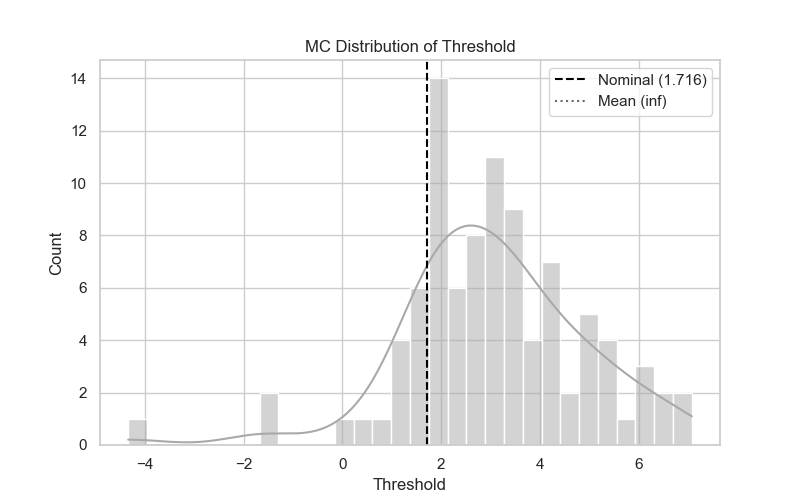 MC Distribution of Threshold
Nominal (1.716)
Mean (inf)
14
12
10
8
6
4
2
0
Count
−4
−2
0
2
4
6
Threshold